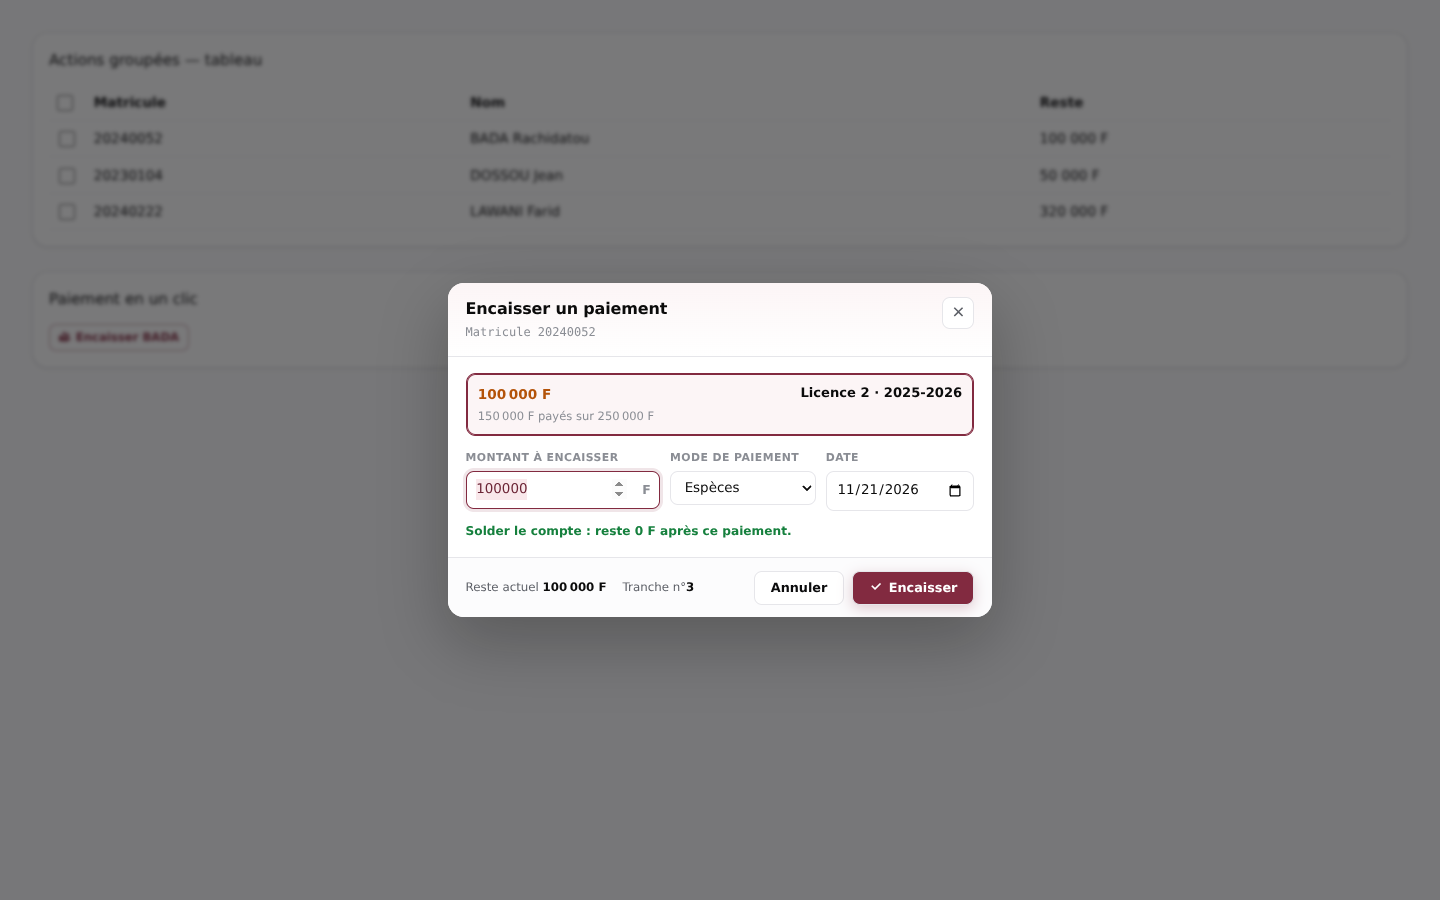 Actions groupées — tableau
Matricule Nom Reste
20240052 BADA Rachidatou 100 000 F
20230104 DOSSOU Jean 50 000 F
20240222 LAWANI Farid 320 000 F
Paiement en un clic
Encaisser BADA
Encaisser un paiement
Matricule 20240052
100 000 F Licence 2 · 2025-2026
150 000 F payés sur 250 000 F
MONTANT À ENCAISSER MODE DE PAIEMENT DATE
100000 F Espèces 11/21/2026
Solder le compte : reste 0 F après ce paiement.
Reste actuel 100 000 F Tranche n°3 Annuler Encaisser